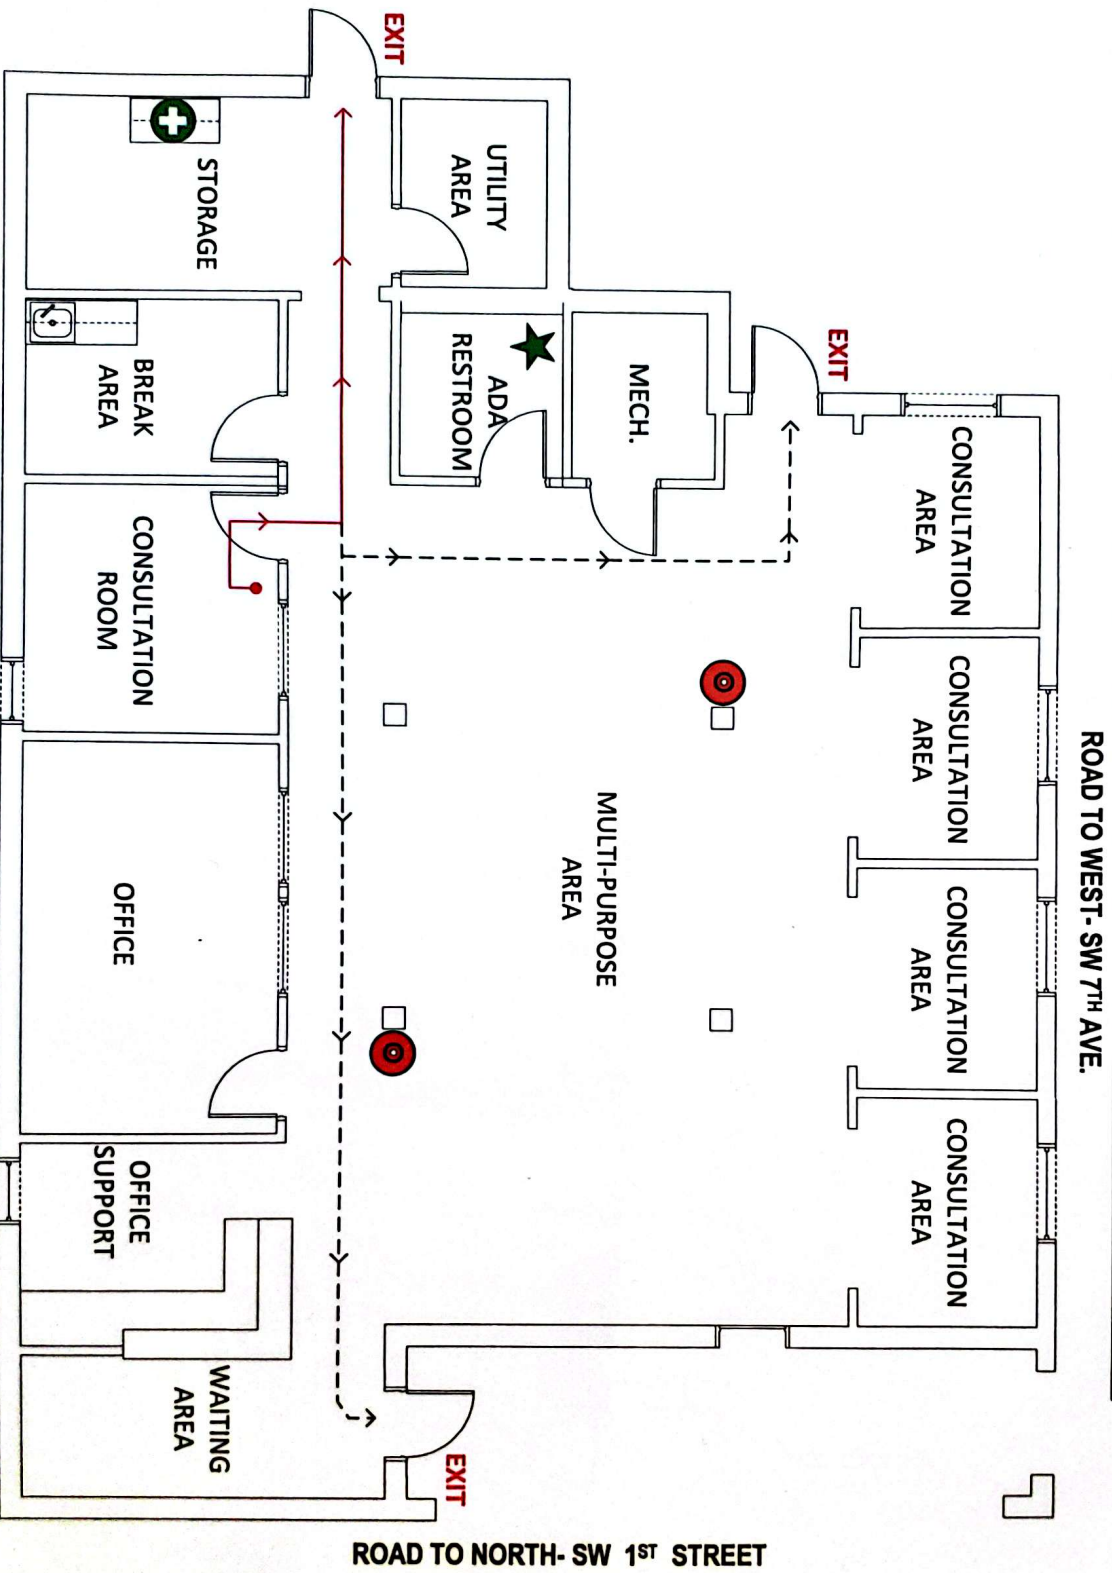 ROAD TO WEST- SW 7TH AVE.
CONSULTATION
AREA
CONSULTATION
AREA
CONSULTATION
AREA
CONSULTATION
AREA
EXIT
MECH.
MULTI-PURPOSE
AREA
UTILITY
AREA
ADA
RESTROOM
EXIT
EXIT
STORAGE
BREAK
AREA
CONSULTATION
ROOM
OFFICE
OFFICE
SUPPORT
WAITING
AREA
ROAD TO NORTH- SW 1ST STREET